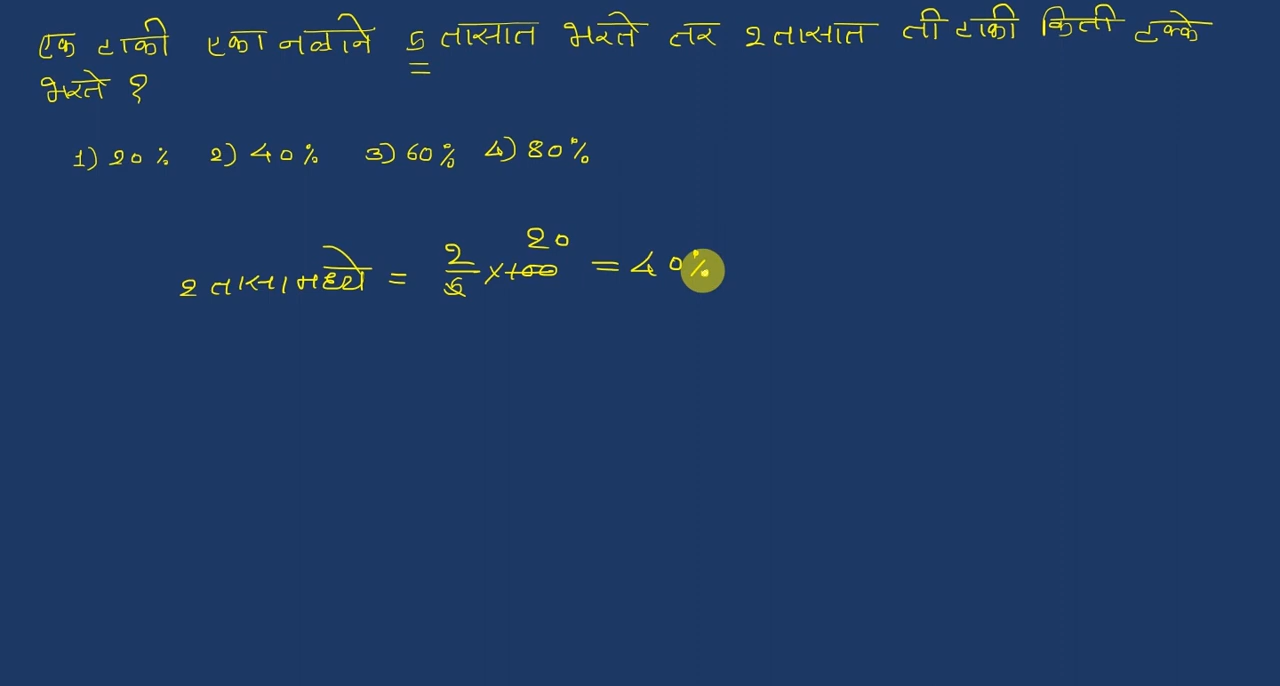 एक टाकी एका नळाने 5 तासात भरते तर 2 तासात ती टाकी किती टक्के
भरते ?
1) 20% 2) 40% 3) 60% 4) 80%
20
2 तासामध्ये = 2/5 × 100 = 40%